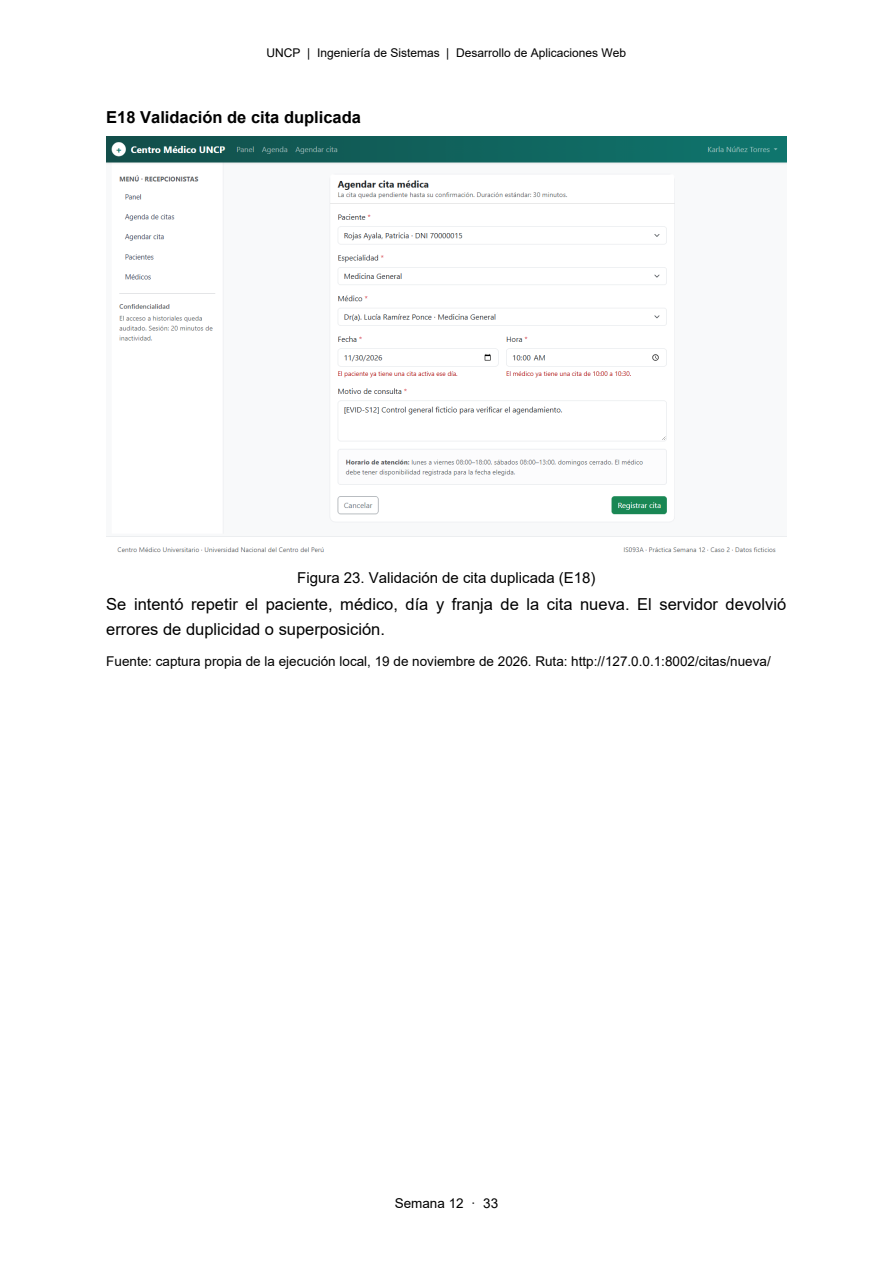 UNCP | Ingeniería de Sistemas | Desarrollo de Aplicaciones Web
E18 Validación de cita duplicada
+ Centro Médico UNCP Panel Agenda Agendar cita Karla Núñez Torres
MENÚ · RECEPCIONISTAS
Panel
Agenda de citas
Agendar cita
Pacientes
Médicos
Confidencialidad
El acceso a historiales queda
auditado. Sesión: 20 minutos de
inactividad.
Agendar cita médica
La cita queda pendiente hasta su confirmación. Duración estándar: 30 minutos.
Paciente *
Rojas Ayala, Patricia · DNI 70000015
Especialidad *
Medicina General
Médico *
Dr(a). Lucía Ramírez Ponce · Medicina General
Fecha * Hora *
11/30/2026 10:00 AM
El paciente ya tiene una cita activa ese día. El médico ya tiene una cita de 10:00 a 10:30.
Motivo de consulta *
[EVID-S12] Control general ficticio para verificar el agendamiento.
Horario de atención: lunes a viernes 08:00–18:00, sábados 08:00–13:00, domingos cerrado. El médico
debe tener disponibilidad registrada para la fecha elegida.
Cancelar Registrar cita
Centro Médico Universitario · Universidad Nacional del Centro del Perú IS093A · Práctica Semana 12 · Caso 2 · Datos ficticios
Figura 23. Validación de cita duplicada (E18)
Se intentó repetir el paciente, médico, día y franja de la cita nueva. El servidor devolvió
errores de duplicidad o superposición.
Fuente: captura propia de la ejecución local, 19 de noviembre de 2026. Ruta: http://127.0.0.1:8002/citas/nueva/
Semana 12 · 33